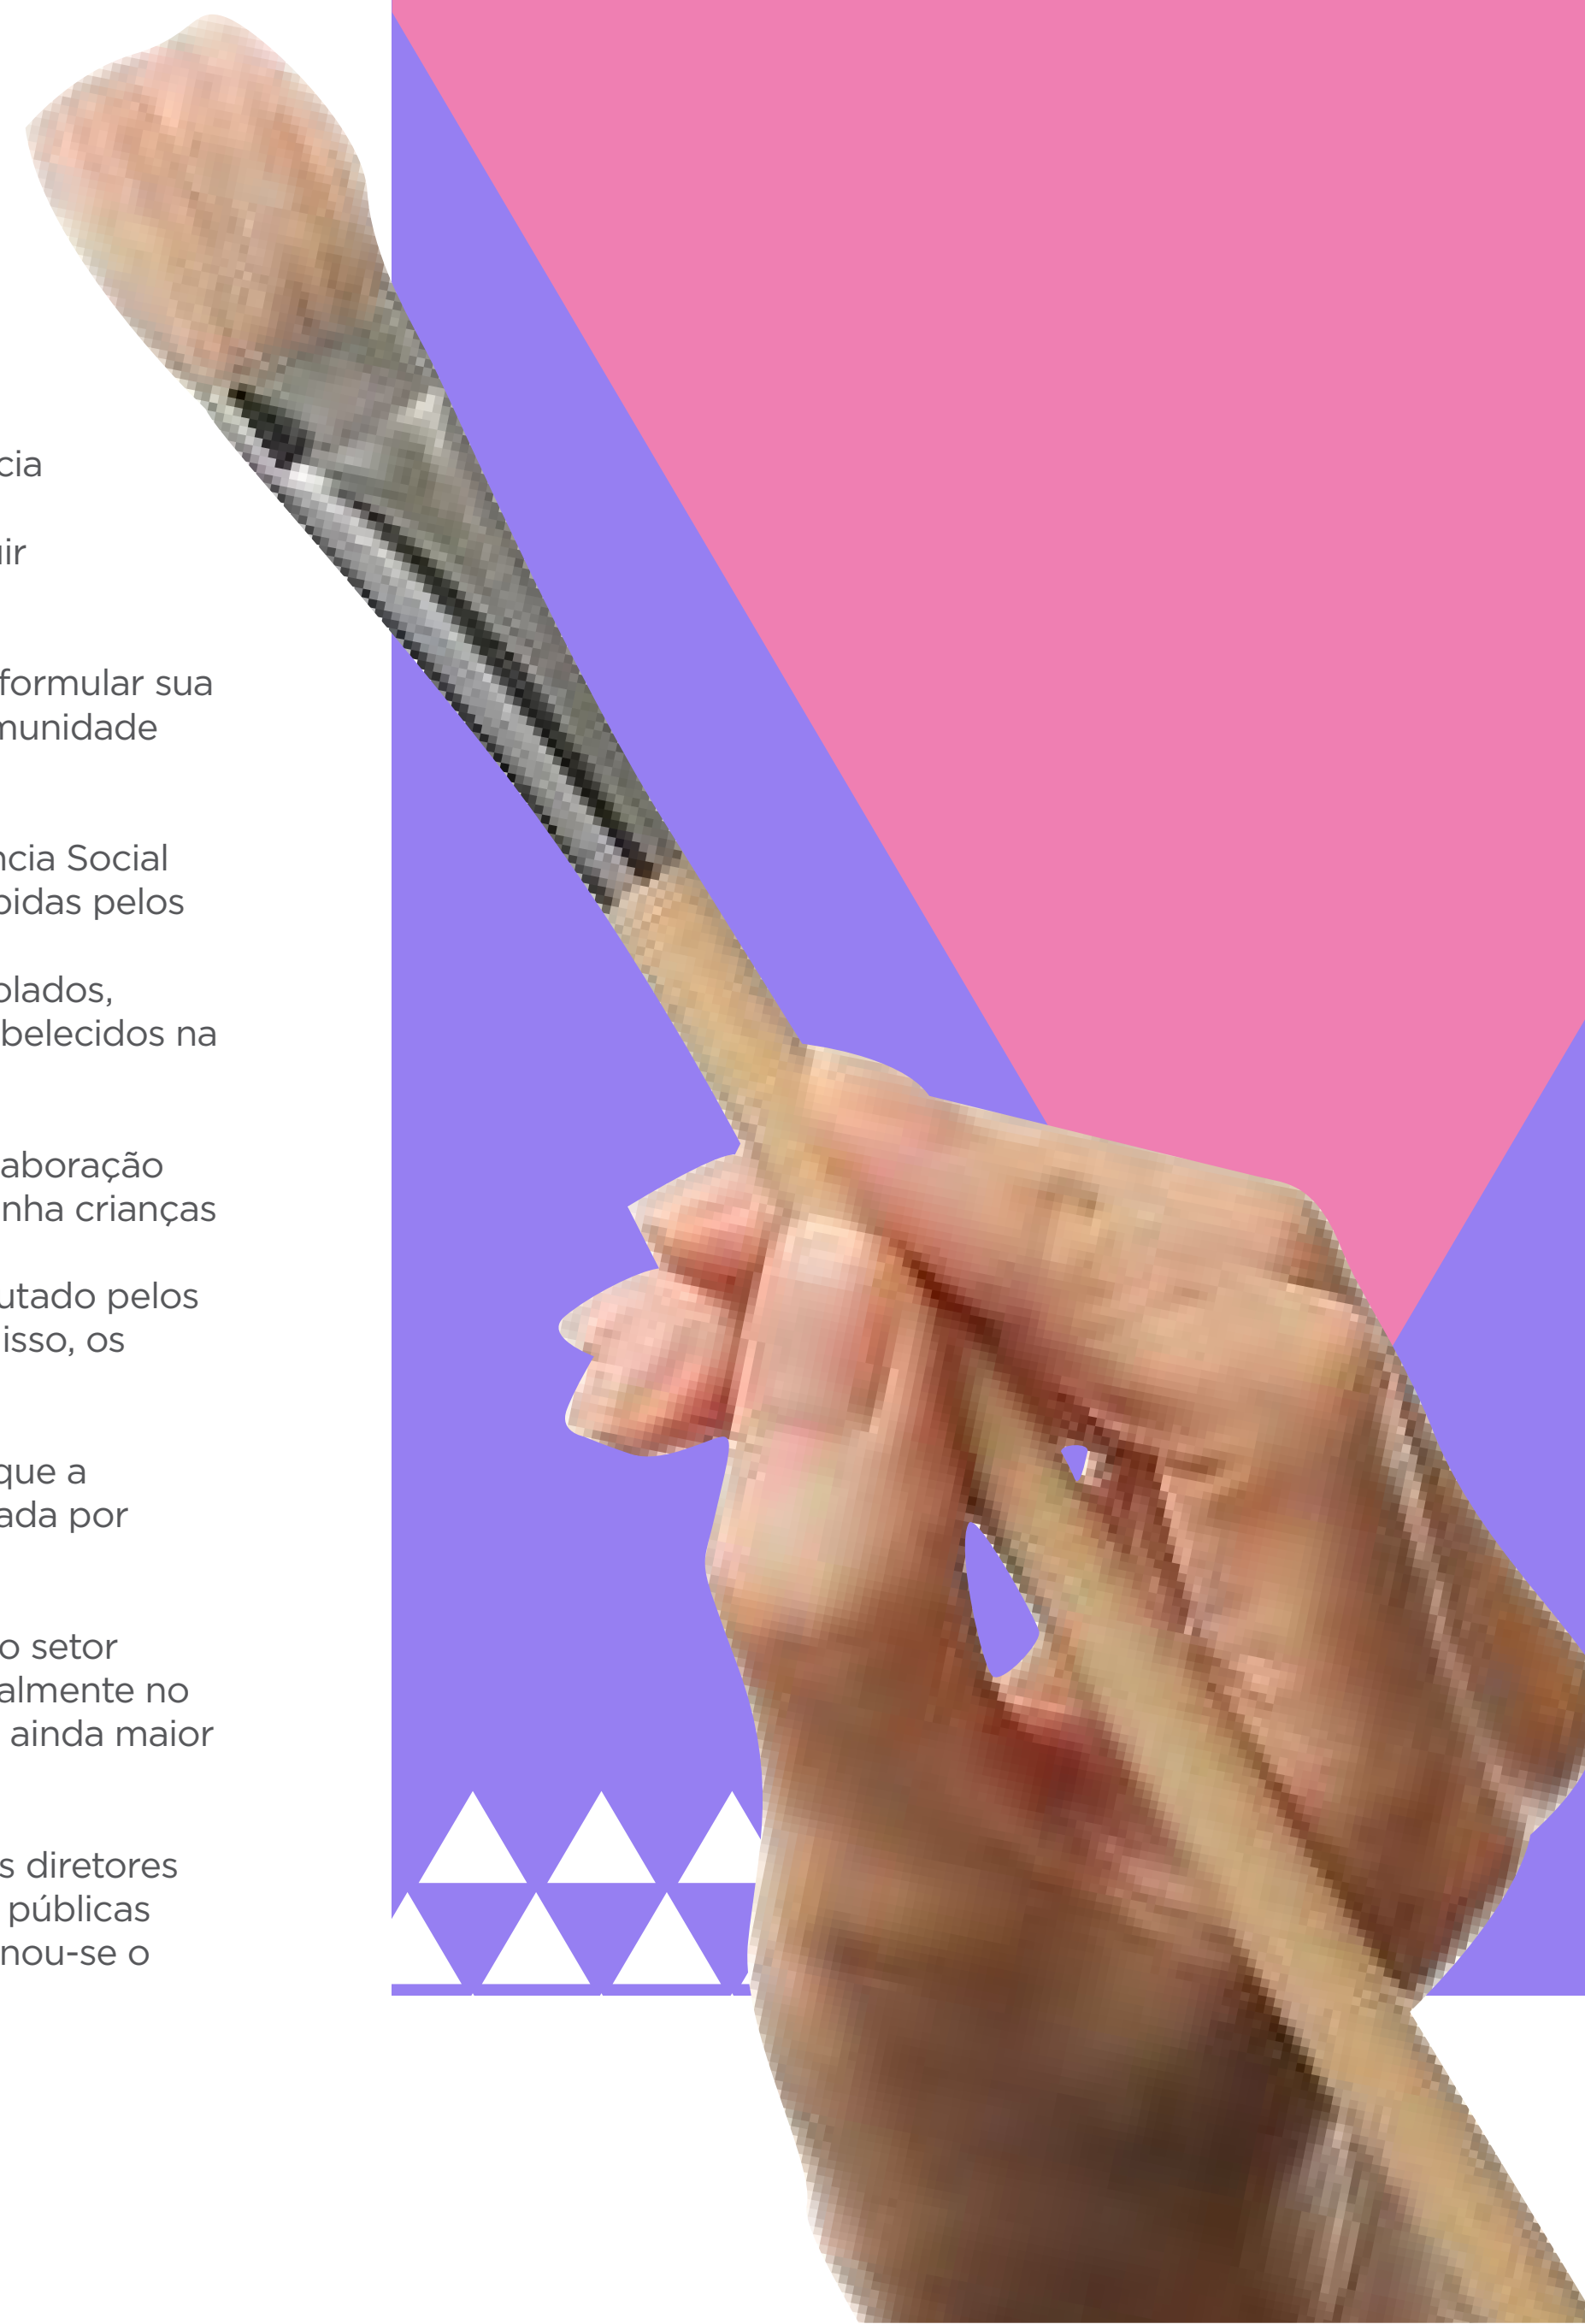 cia
ir
formular sua
munidade
ncia Social
bidas pelos
olados,
belecidos na
aboração
nha crianças
utado pelos
isso, os
que a
ada por
o setor
almente no
ainda maior
s diretores
públicas
nou-se o